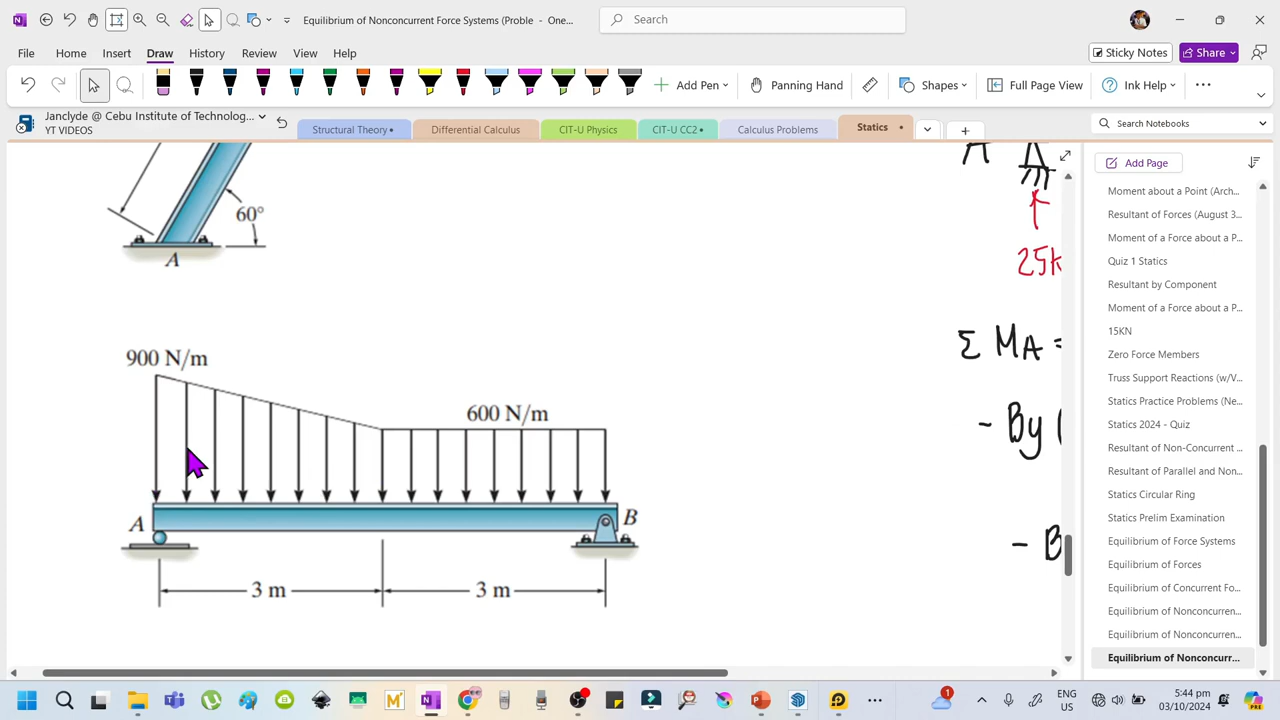 Equilibrium of Nonconcurrent Force Systems (Proble - One...
Search
File
Home
Insert
Draw
History
Review
View
Help
Sticky Notes
Share
Add Pen
Panning Hand
Shapes
Full Page View
Ink Help
Janclyde @ Cebu Institute of Technolog...
YT VIDEOS
Structural Theory
Differential Calculus
CIT-U Physics
CIT-U CC2
Calculus Problems
Statics
Search Notebooks
Add Page
Moment about a Point (Arch...
Resultant of Forces (August 3...
Moment of a Force about a P...
Quiz 1 Statics
Resultant by Component
Moment of a Force about a P...
15KN
Zero Force Members
Truss Support Reactions (w/V...
Statics Practice Problems (Ne...
Statics 2024 - Quiz
Resultant of Non-Concurrent ...
Resultant of Parallel and Non...
Statics Circular Ring
Statics Prelim Examination
Equilibrium of Force Systems
Equilibrium of Forces
Equilibrium of Concurrent Fo...
Equilibrium of Nonconcurren...
Equilibrium of Nonconcurren...
Equilibrium of Nonconcurr...
60°
A
A
25K
Σ MA =
- By (
- B
900 N/m
600 N/m
A
B
3 m
3 m
1
ENG
US
5:44 pm
03/10/2024